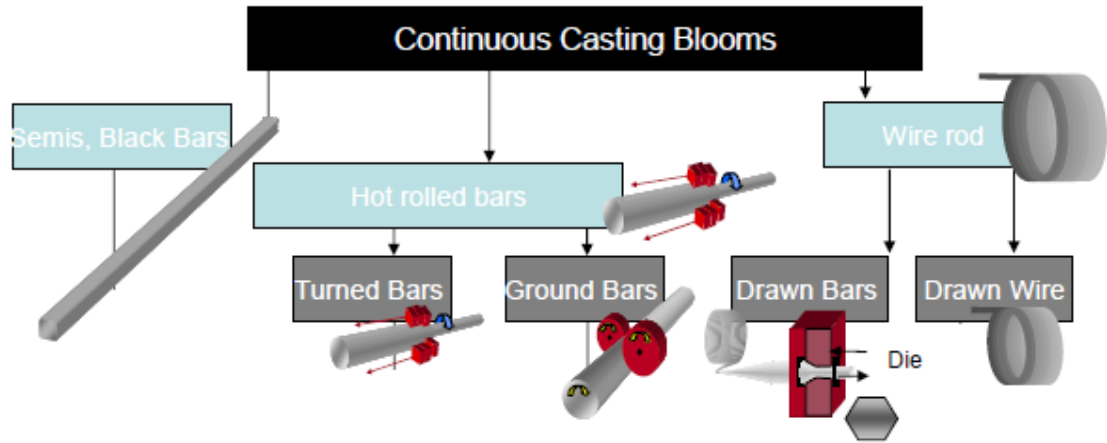 Continuous Casting Blooms
Semis, Black Bars
Wire rod
Hot rolled bars
Turned Bars
Ground Bars
Drawn Bars
Drawn Wire
Die